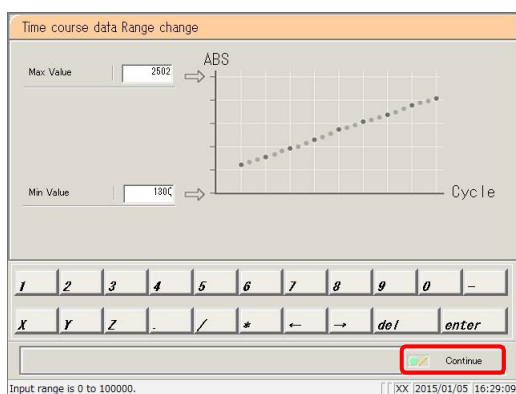 Time course data Range change
Max Value 2502
ABS
Min Value 1300
Cycle
1 2 3 4 5 6 7 8 9 0 -
X Y Z . / * ← → del enter
Continue
Input range is 0 to 100000. XX 2015/01/05 16:29:09